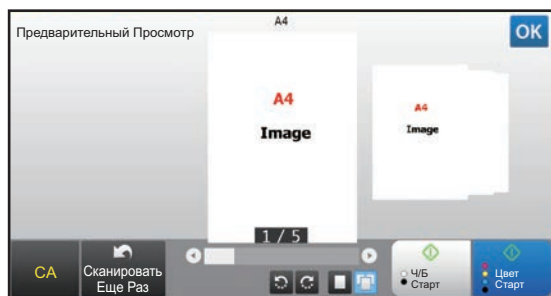 Предварительный Просмотр
A4
OK
A4
Image
A4
Image
1 / 5
CA
Сканировать
Еще Раз
Ч/Б
Старт
Цвет
Старт